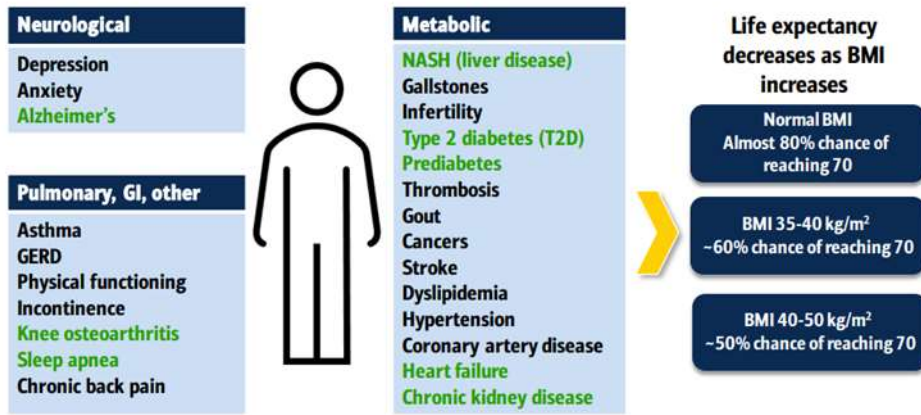 Neurological
Depression
Anxiety
Alzheimer's
Pulmonary, GI, other
Asthma
GERD
Physical functioning
Incontinence
Knee osteoarthritis
Sleep apnea
Chronic back pain
Metabolic
NASH (liver disease)
Gallstones
Infertility
Type 2 diabetes (T2D)
Prediabetes
Thrombosis
Gout
Cancers
Stroke
Dyslipidemia
Hypertension
Coronary artery disease
Heart failure
Chronic kidney disease
Life expectancy
decreases as BMI
increases
Normal BMI
Almost 80% chance of
reaching 70
BMI 35-40 kg/m²
~60% chance of reaching 70
BMI 40-50 kg/m²
~50% chance of reaching 70